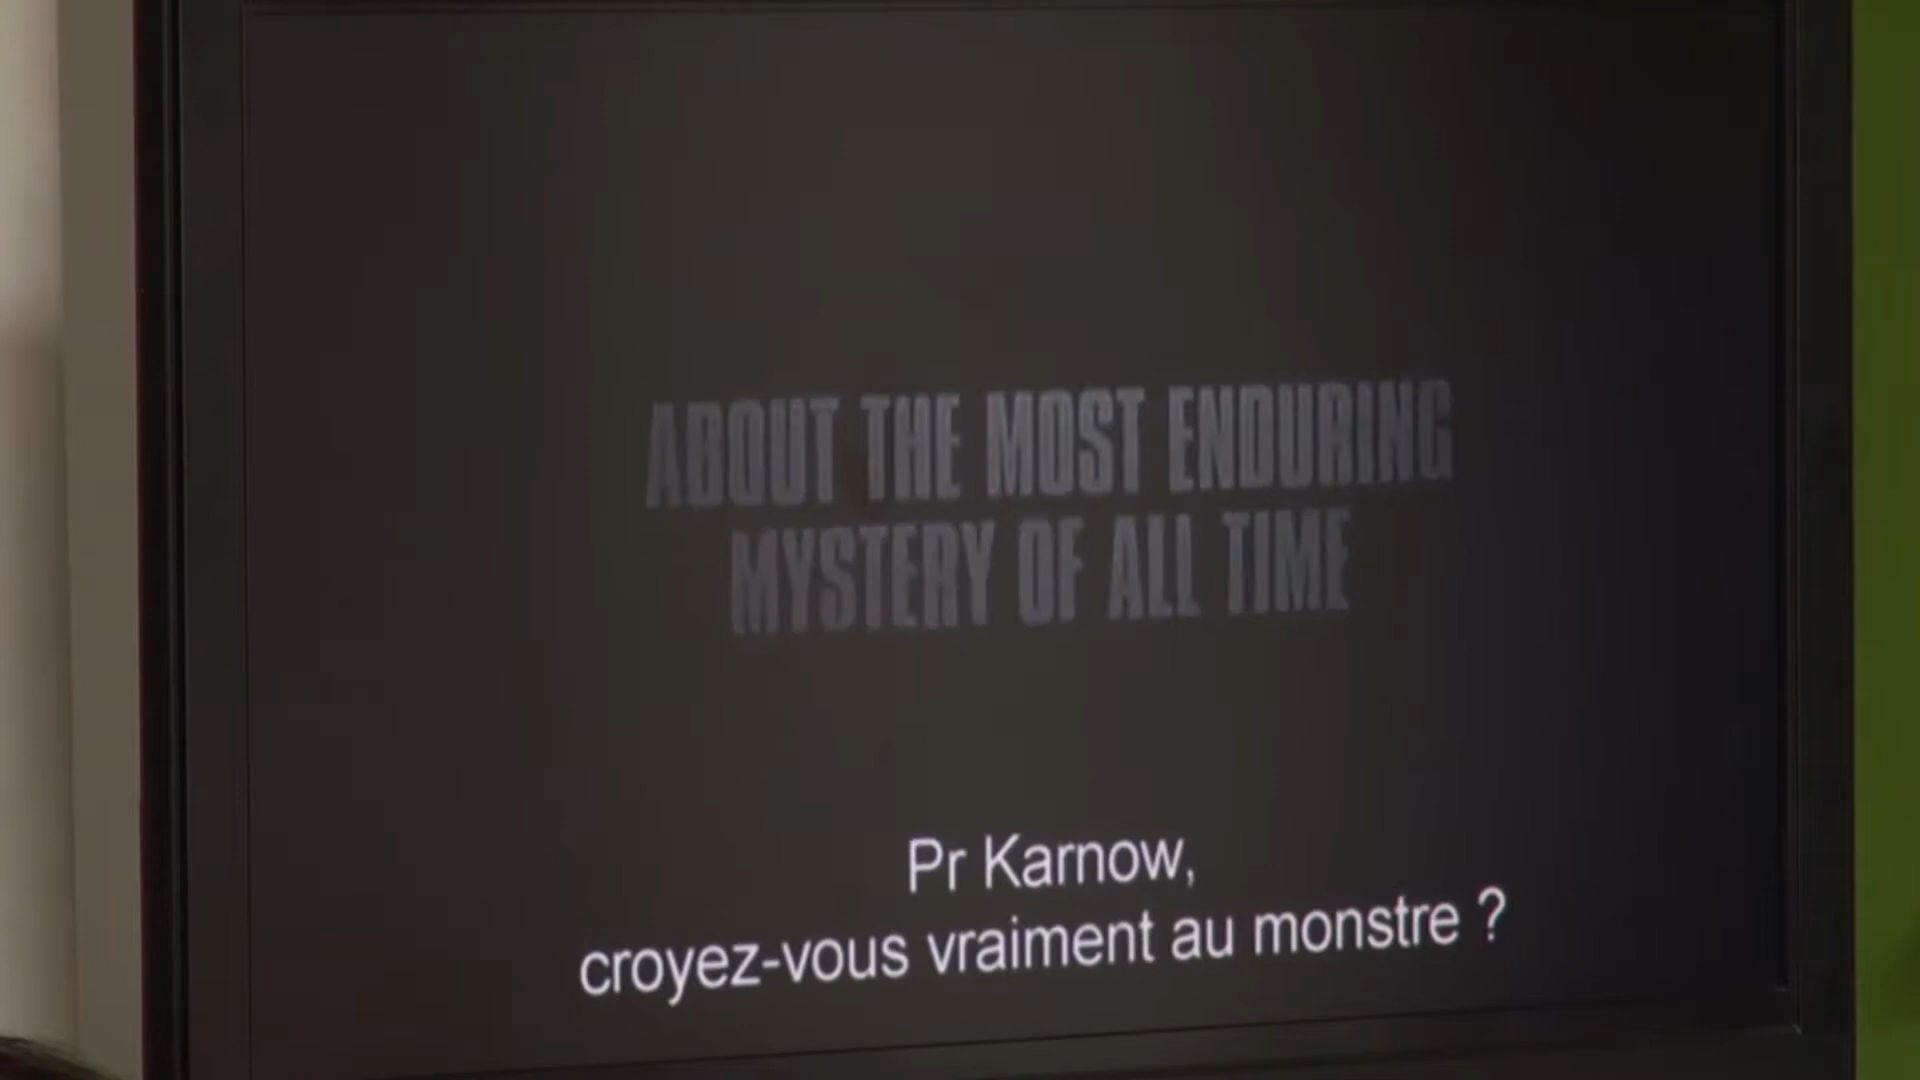 ABOUT THE MOST ENDURING
MYSTERY OF ALL TIME
Pr Karnow,
croyez-vous vraiment au monstre ?